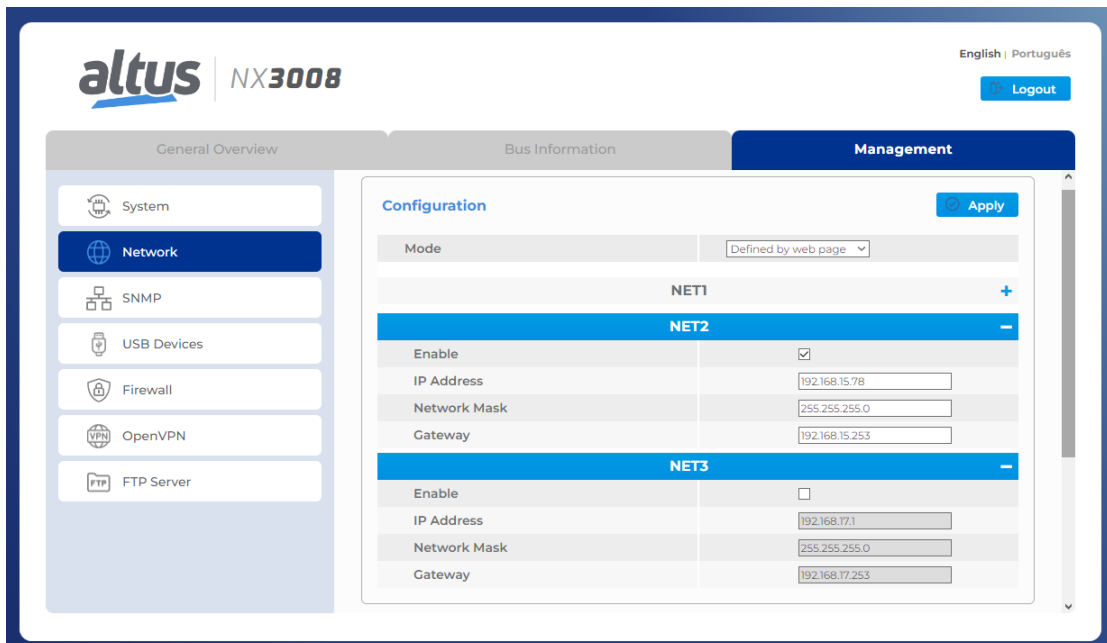 altus NX3008
English | Português
Logout
General Overview Bus Information Management
System
Network
SNMP
USB Devices
Firewall
VPN OpenVPN
FTP FTP Server
Configuration Apply
Mode Defined by web page
NET1 +
NET2 −
Enable
IP Address 192.168.15.78
Network Mask 255.255.255.0
Gateway 192.168.15.253
NET3 −
Enable
IP Address 192.168.17.1
Network Mask 255.255.255.0
Gateway 192.168.17.253